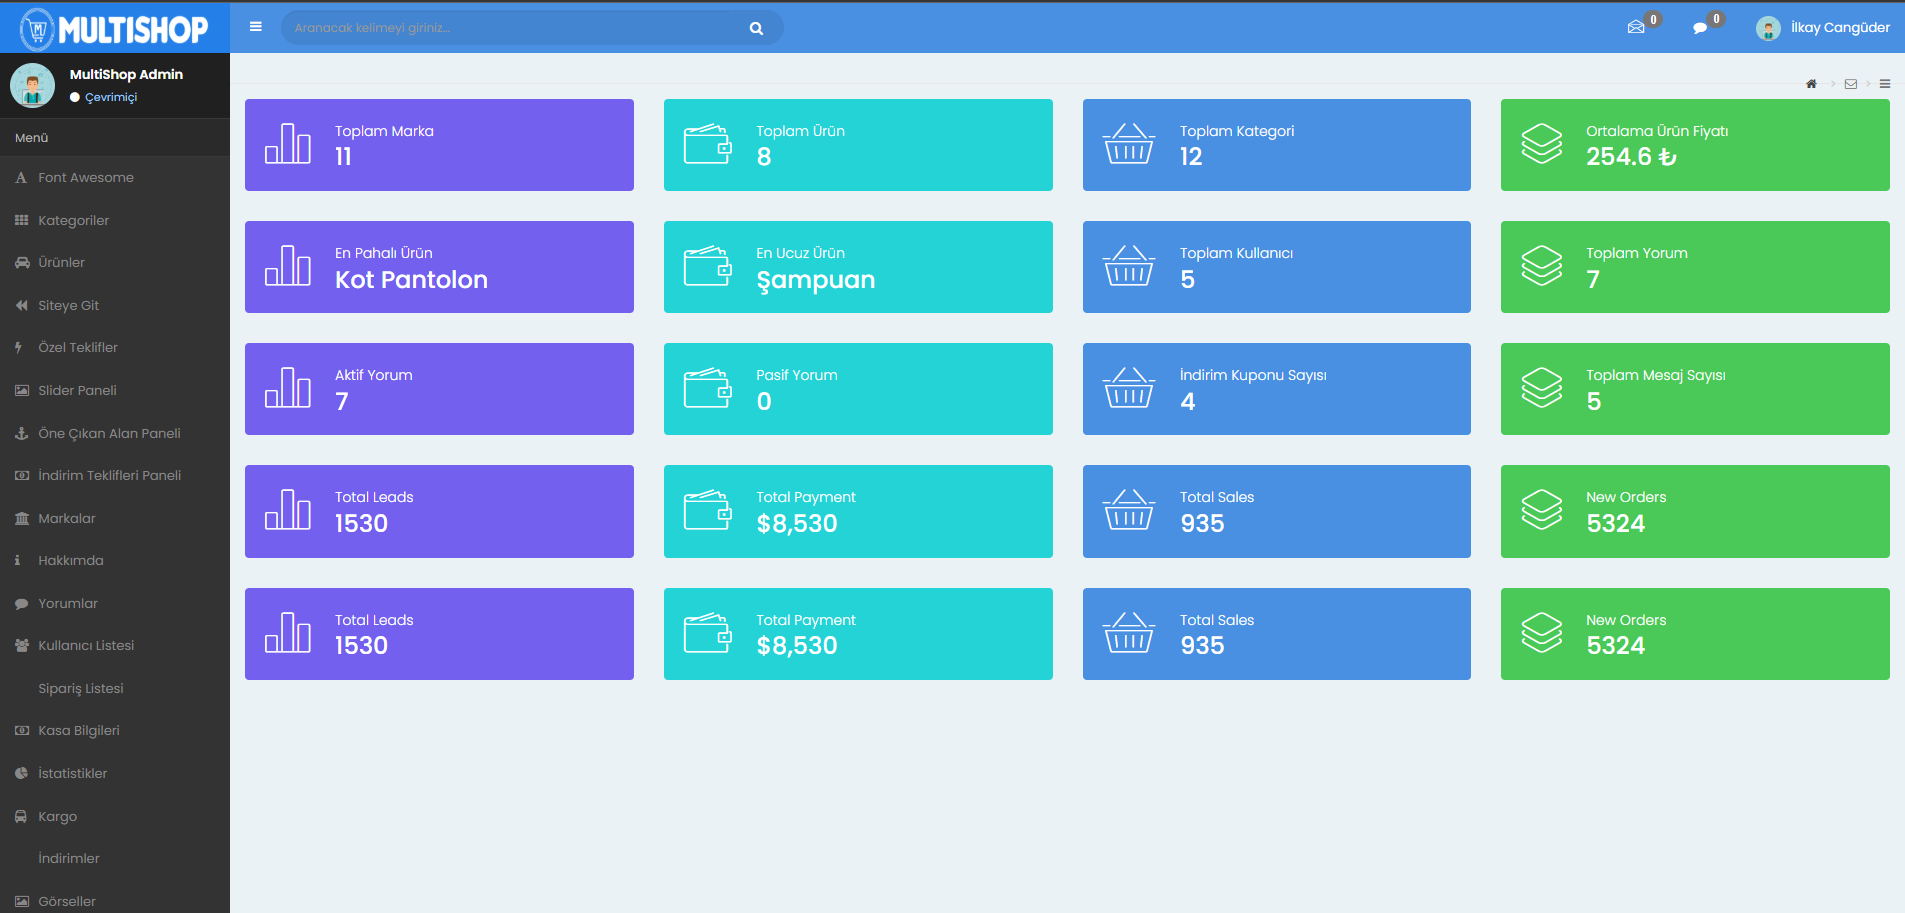 MULTISHOP
Aranacak kelimeyi giriniz...
0
0
İlkay Cangüder
MultiShop Admin
Çevrimiçi
Menü
Font Awesome
Kategoriler
Ürünler
Siteye Git
Özel Teklifler
Slider Paneli
Öne Çıkan Alan Paneli
İndirim Teklifleri Paneli
Markalar
Hakkımda
Yorumlar
Kullanıcı Listesi
Sipariş Listesi
Kasa Bilgileri
İstatistikler
Kargo
İndirimler
Görseller
Toplam Marka
11
Toplam Ürün
8
Toplam Kategori
12
Ortalama Ürün Fiyatı
254.6 ₺
En Pahalı Ürün
Kot Pantolon
En Ucuz Ürün
Şampuan
Toplam Kullanıcı
5
Toplam Yorum
7
Aktif Yorum
7
Pasif Yorum
0
İndirim Kuponu Sayısı
4
Toplam Mesaj Sayısı
5
Total Leads
1530
Total Payment
$8,530
Total Sales
935
New Orders
5324
Total Leads
1530
Total Payment
$8,530
Total Sales
935
New Orders
5324